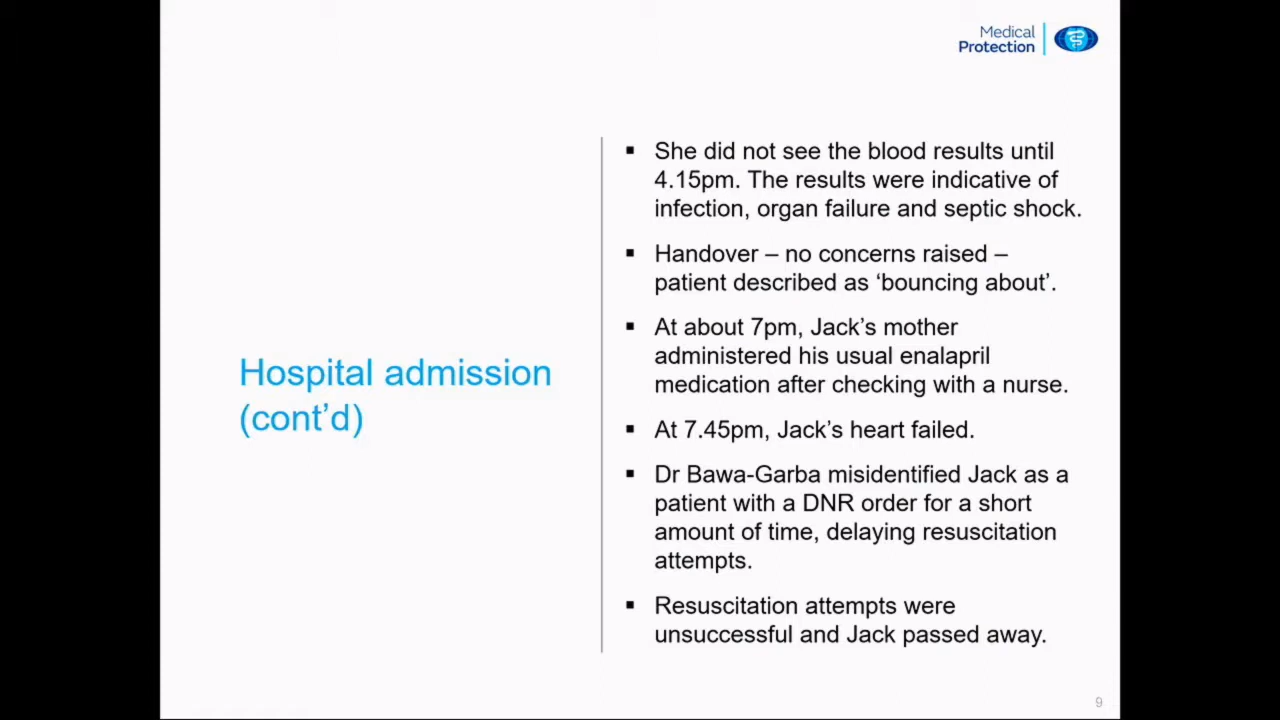 Medical
Protection
Hospital admission
(cont’d)
▪ She did not see the blood results until
4.15pm. The results were indicative of
infection, organ failure and septic shock.
▪ Handover – no concerns raised –
patient described as ‘bouncing about’.
▪ At about 7pm, Jack’s mother
administered his usual enalapril
medication after checking with a nurse.
▪ At 7.45pm, Jack’s heart failed.
▪ Dr Bawa-Garba misidentified Jack as a
patient with a DNR order for a short
amount of time, delaying resuscitation
attempts.
▪ Resuscitation attempts were
unsuccessful and Jack passed away.
9